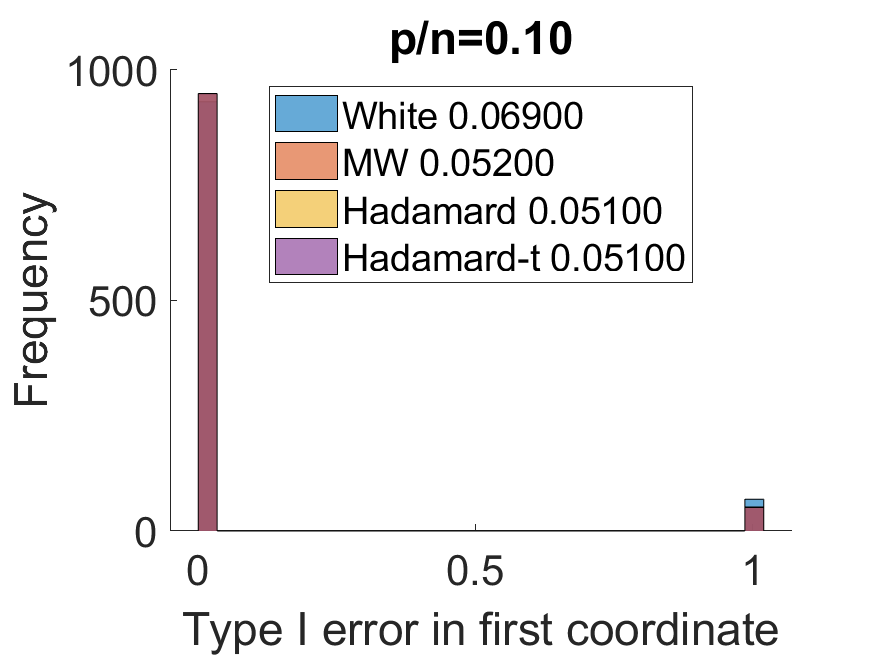 p/n=0.10
1000
White 0.06900
MW 0.05200
Hadamard 0.05100
Hadamard-t 0.05100
Frequency
500
0
0 0.5 1
Type I error in first coordinate